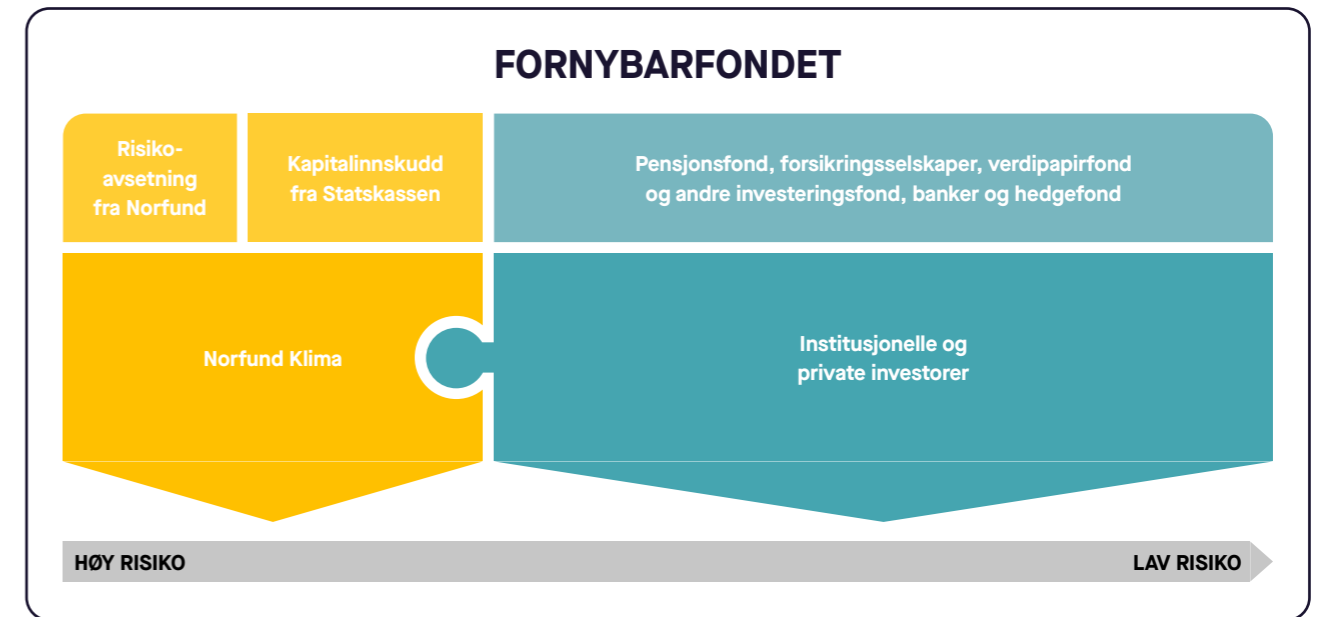 FORNYBARFONDET
Risiko-
avsetning
fra Norfund
Kapitalinnskudd
fra Statskassen
Pensjonsfond, forsikringsselskaper, verdipapirfond
og andre investeringsfond, banker og hedgefond
Norfund Klima
Institusjonelle og
private investorer
HØY RISIKO
LAV RISIKO